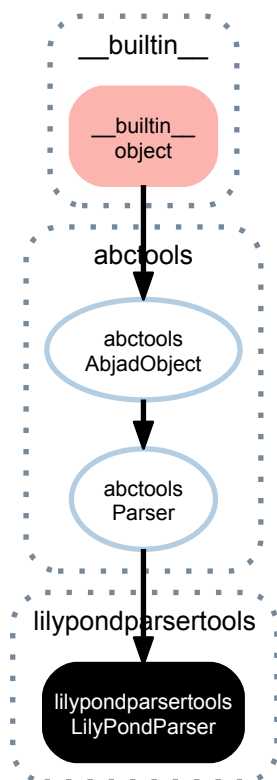 __builtin__
__builtin__
object
abctools
abctools
AbjadObject
abctools
Parser
lilypondparsertools
lilypondparsertools
LilyPondParser